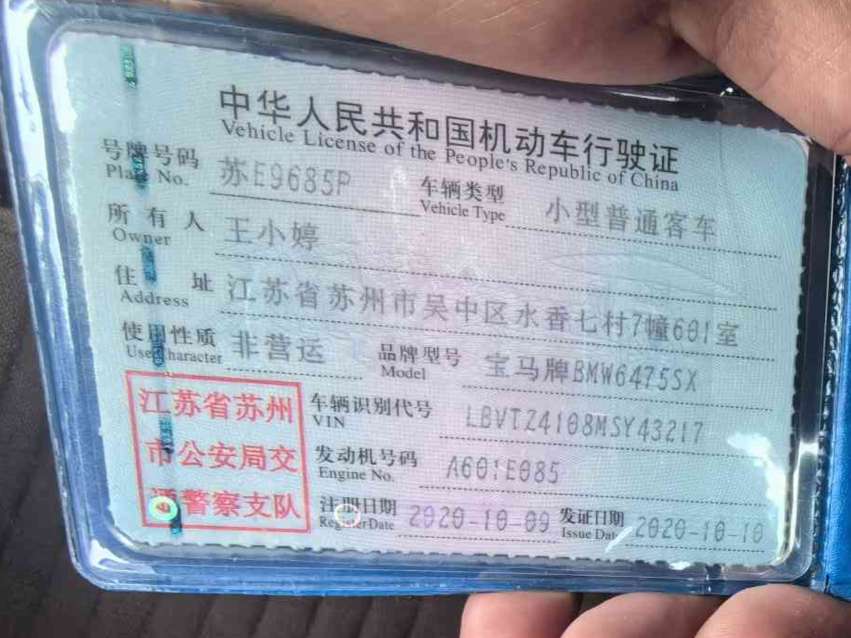 中华人民共和国机动车行驶证
Vehicle License of the People's Republic of China
号牌号码 苏E9685P 车辆类型 小型普通客车
Plate No. Vehicle Type
所有人 王小婷
Owner
住址 江苏省苏州市吴中区水香七村7幢601室
Address
使用性质 非营运 品牌型号 宝马牌BMW6475SX
Use Character Model
江苏省苏州 车辆识别代号 LBVTZ4108MSY43217
VIN
市公安局交 发动机号码 A601E085
Engine No.
通警察支队 注册日期 2020-10-09 发证日期 2020-10-10
Register Date Issue Date